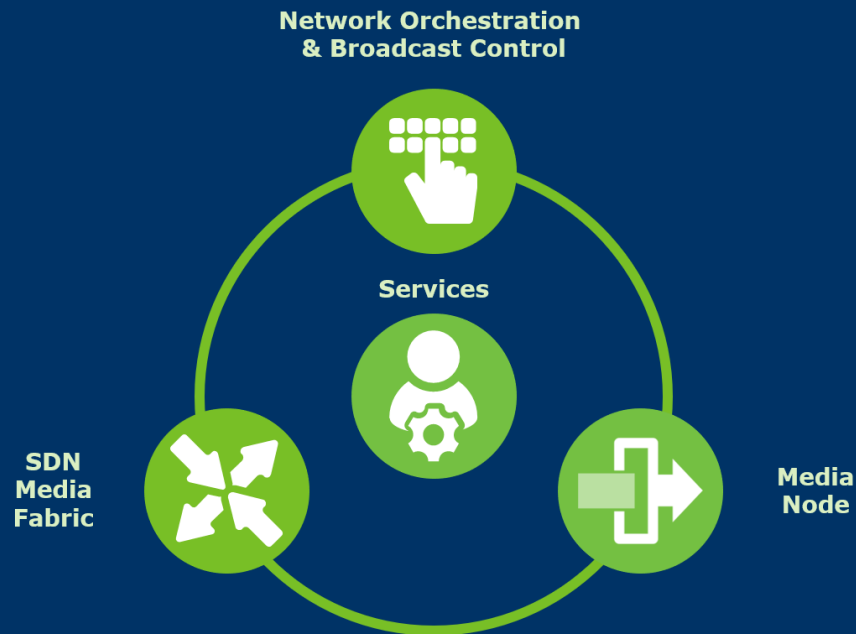 Network Orchestration
& Broadcast Control
Services
SDN
Media
Fabric
Media
Node